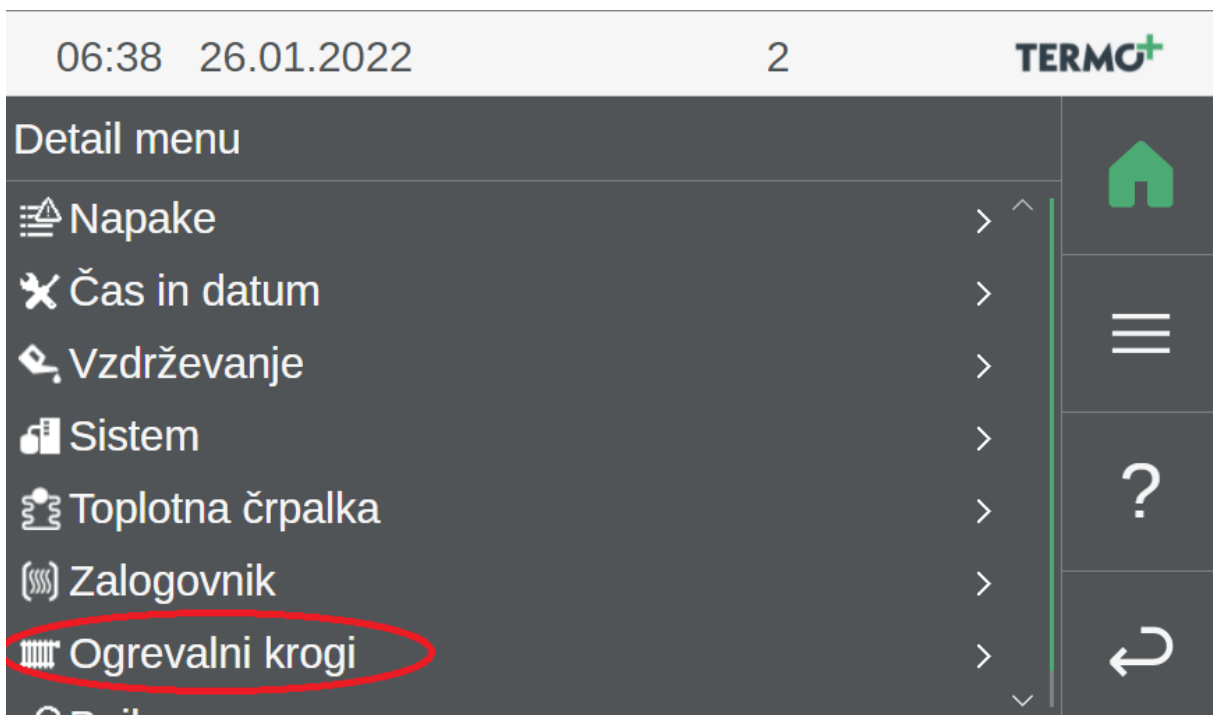 06:38 26.01.2022 2 TERMO+
Detail menu
Napake
Čas in datum
Vzdrževanje
Sistem
Toplotna črpalka
Zalogovnik
Ogrevalni krogi
?